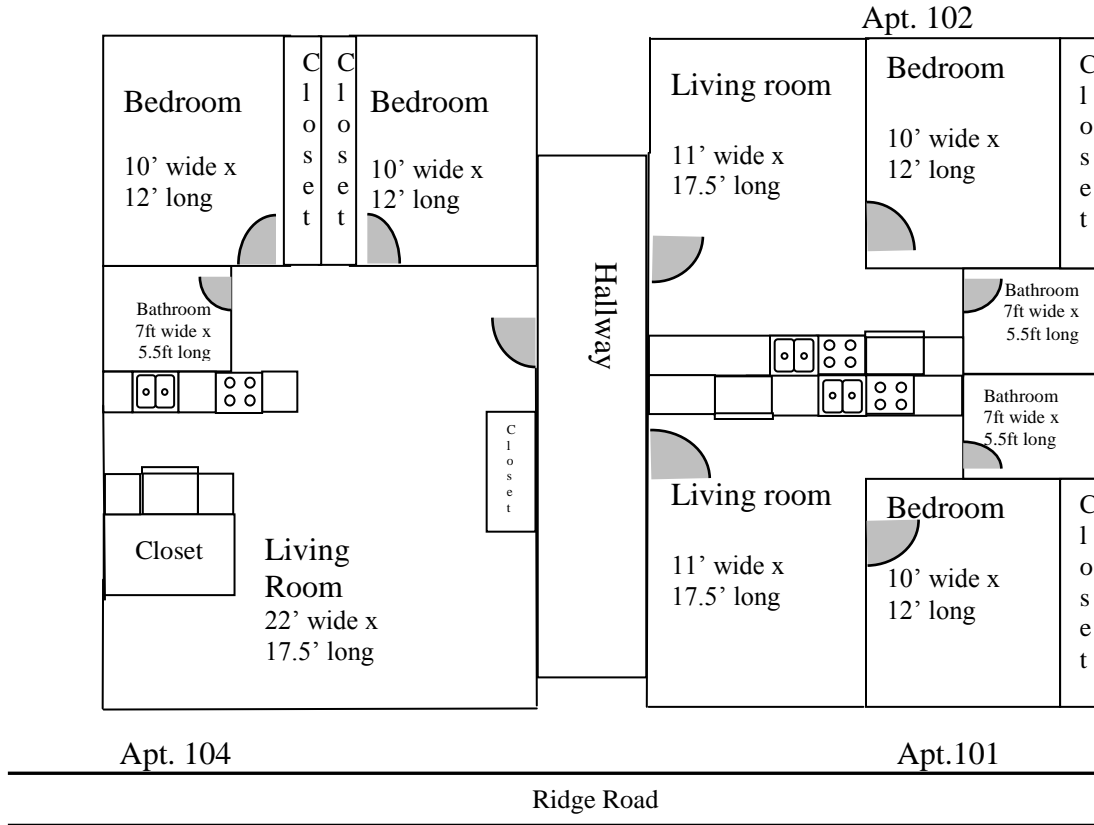 Apt. 102
Bedroom
10’ wide x
12’ long
Closet
Closet
Bedroom
10’ wide x
12’ long
Living room
11’ wide x
17.5’ long
Bedroom
10’ wide x
12’ long
Closet
Hallway
Bathroom
7ft wide x
5.5ft long
Bathroom
7ft wide x
5.5ft long
Bathroom
7ft wide x
5.5ft long
Closet
Closet
Living
Room
22’ wide x
17.5’ long
Living room
11’ wide x
17.5’ long
Bedroom
10’ wide x
12’ long
Closet
Apt. 104
Apt.101
Ridge Road